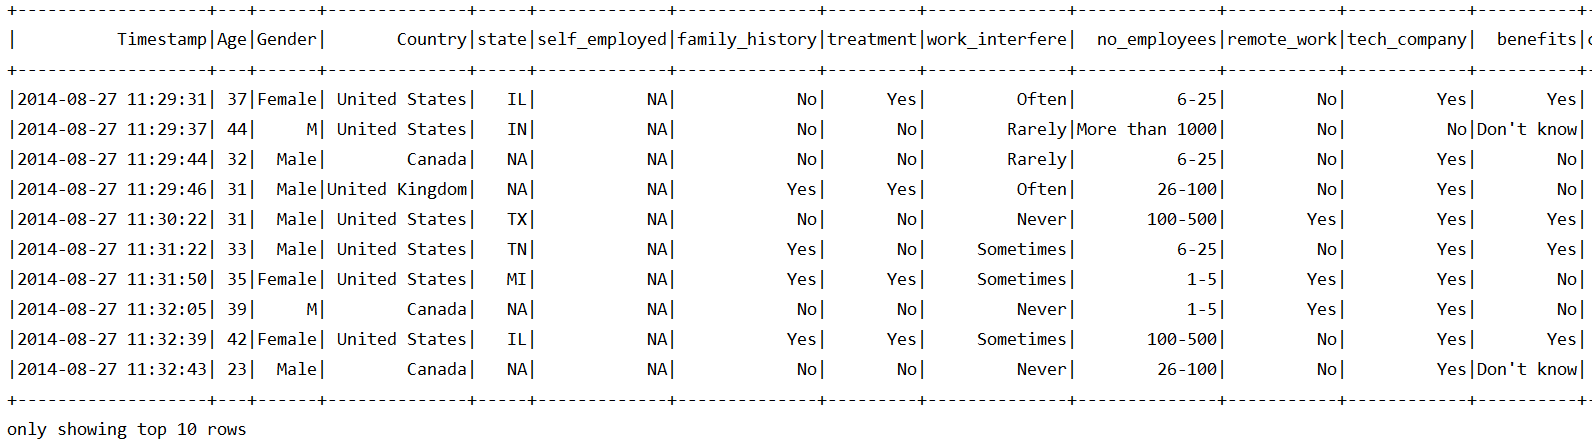 +-------------------+---+------+--------------+-----+-------------+--------------+---------+--------------+--------------+-----------+------------+----------+-
|          Timestamp|Age|Gender|       Country|state|self_employed|family_history|treatment|work_interfere|  no_employees|remote_work|tech_company|  benefits|c
+-------------------+---+------+--------------+-----+-------------+--------------+---------+--------------+--------------+-----------+------------+----------+-
|2014-08-27 11:29:31| 37|Female| United States|   IL|           NA|            No|      Yes|         Often|          6-25|         No|         Yes|       Yes|
|2014-08-27 11:29:37| 44|     M| United States|   IN|           NA|            No|       No|        Rarely|More than 1000|         No|          No|Don't know|
|2014-08-27 11:29:44| 32|  Male|        Canada|   NA|           NA|            No|       No|        Rarely|          6-25|         No|         Yes|        No|
|2014-08-27 11:29:46| 31|  Male|United Kingdom|   NA|           NA|           Yes|      Yes|         Often|        26-100|         No|         Yes|        No|
|2014-08-27 11:30:22| 31|  Male| United States|   TX|           NA|            No|       No|         Never|       100-500|        Yes|         Yes|       Yes|
|2014-08-27 11:31:22| 33|  Male| United States|   TN|           NA|           Yes|       No|     Sometimes|          6-25|         No|         Yes|       Yes|
|2014-08-27 11:31:50| 35|Female| United States|   MI|           NA|           Yes|      Yes|     Sometimes|           1-5|        Yes|         Yes|        No|
|2014-08-27 11:32:05| 39|     M|        Canada|   NA|           NA|            No|       No|         Never|           1-5|        Yes|         Yes|        No|
|2014-08-27 11:32:39| 42|Female| United States|   IL|           NA|           Yes|      Yes|     Sometimes|       100-500|         No|         Yes|       Yes|
|2014-08-27 11:32:43| 23|  Male|        Canada|   NA|           NA|            No|       No|         Never|        26-100|         No|         Yes|Don't know|
+-------------------+---+------+--------------+-----+-------------+--------------+---------+--------------+--------------+-----------+------------+----------+-
only showing top 10 rows